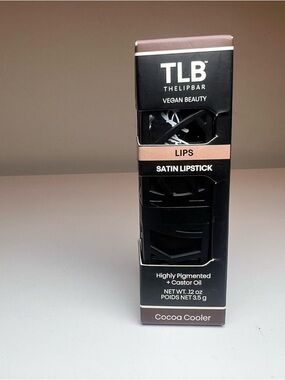 TLB™
THELIPBAR
VEGAN BEAUTY
LIPS
SATIN LIPSTICK
Highly Pigmented
+ Castor Oil
NET WT. .12 oz
POIDS NET 3.5 g
Cocoa Cooler